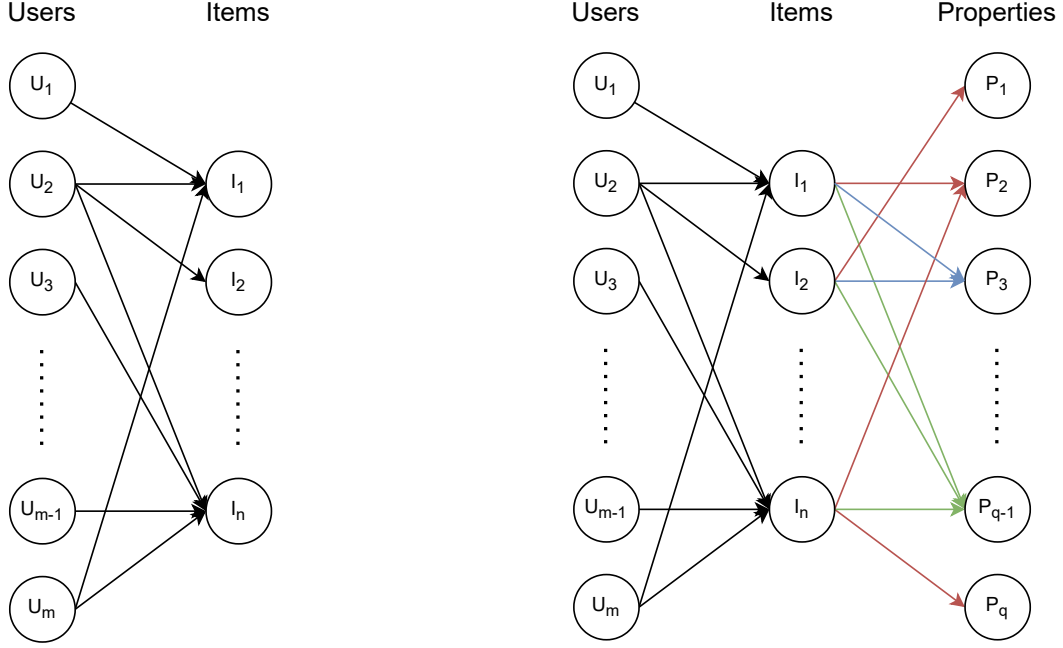 Users Items
U1
U2 I1
U3 I2
Um-1 In
Um
Users Items Properties
U1 P1
U2 I1 P2
U3 I2 P3
Um-1 In Pq-1
Um Pq